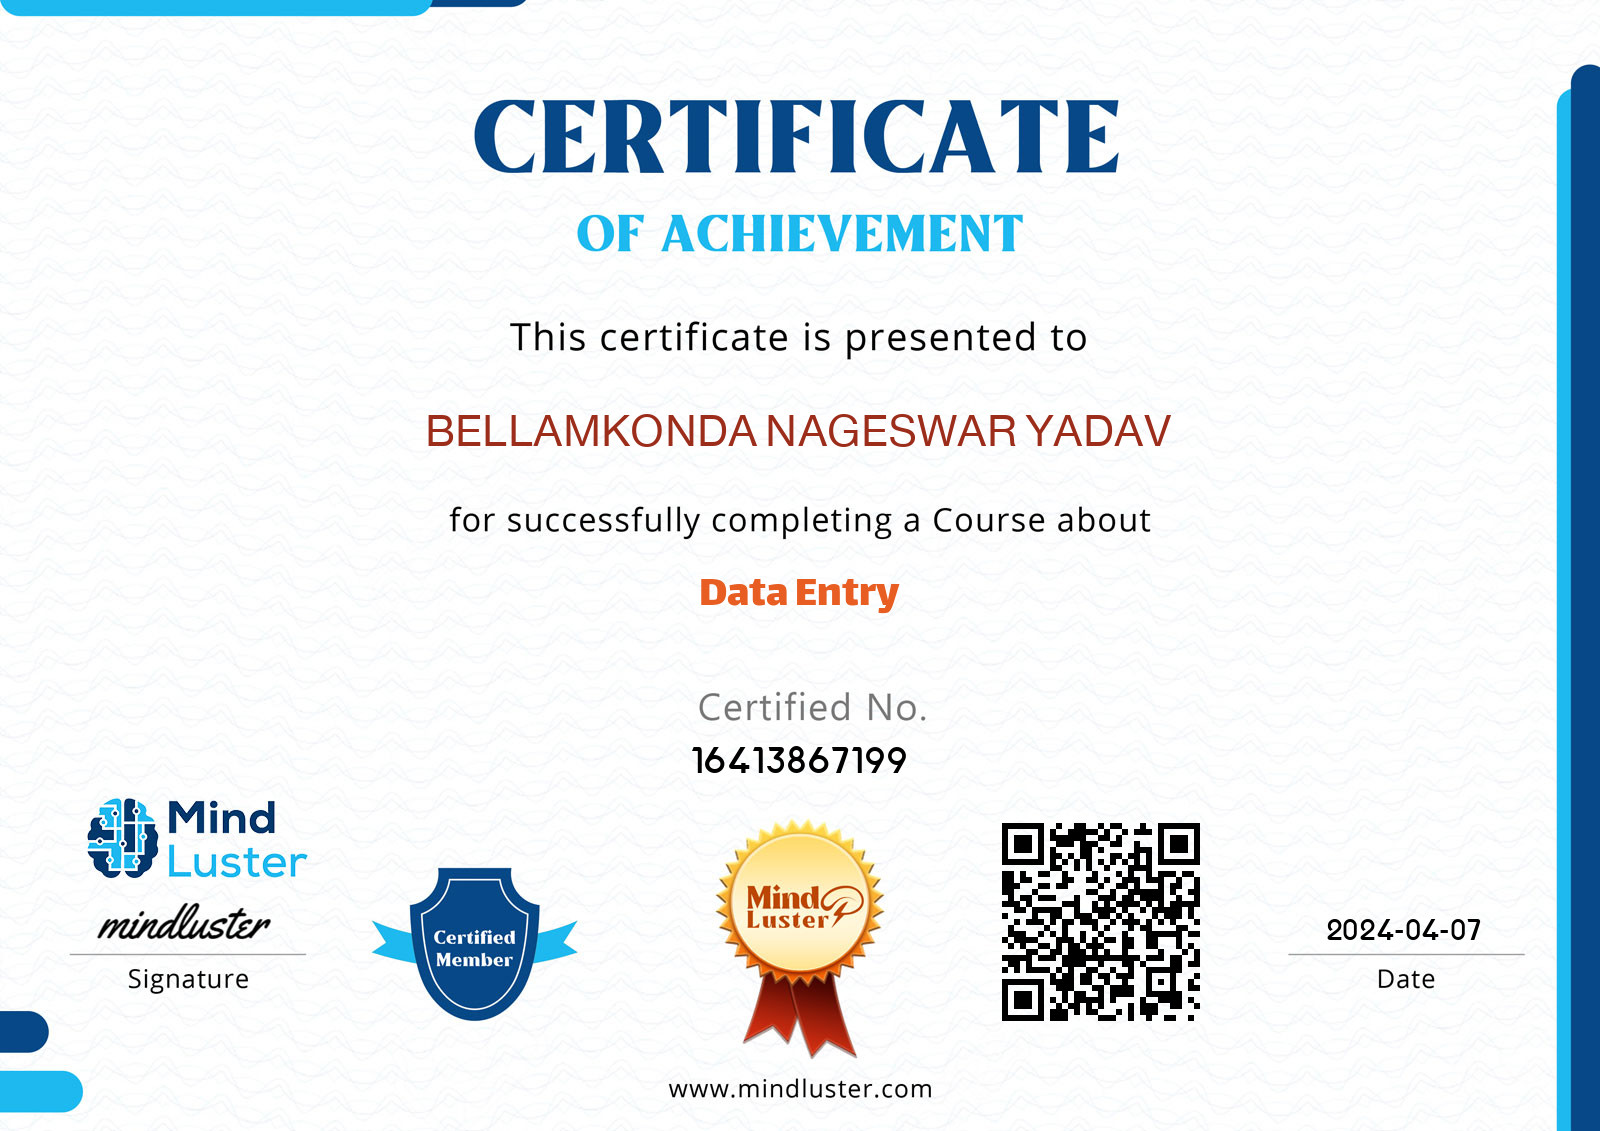 CERTIFICATE
OF ACHIEVEMENT
This certificate is presented to
BELLAMKONDA NAGESWAR YADAV
for successfully completing a Course about
Data Entry
Certified No.
16413867199
Mind
Luster
mindluster
Signature
Certified
Member
Mind
Luster
2024-04-07
Date
www.mindluster.com